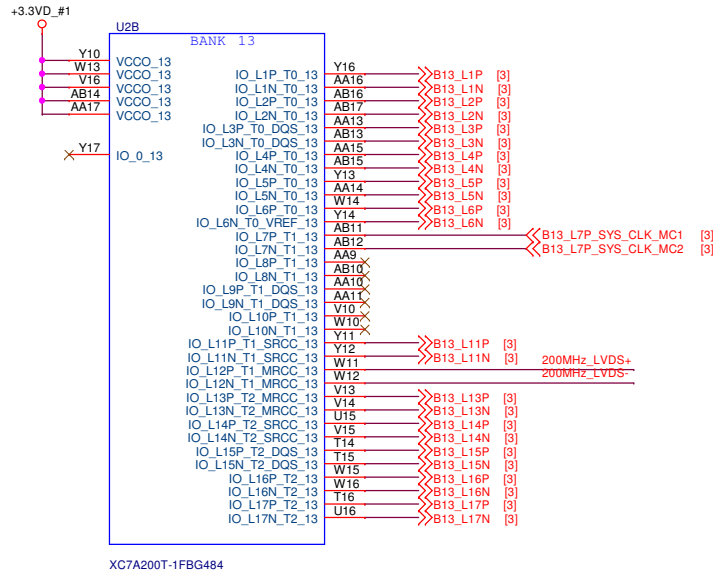 +3.3VD_#1
U2B
BANK 13
Y10 VCCO_13
W13 VCCO_13
V16 VCCO_13
AB14 VCCO_13
AA17 VCCO_13
Y17 IO_0_13
IO_L1P_T0_13 Y16 B13_L1P [3]
IO_L1N_T0_13 AA16 B13_L1N [3]
IO_L2P_T0_13 AB16 B13_L2P [3]
IO_L2N_T0_13 AB17 B13_L2N [3]
IO_L3P_T0_DQS_13 AA13 B13_L3P [3]
IO_L3N_T0_DQS_13 AB13 B13_L3N [3]
IO_L4P_T0_13 AA15 B13_L4P [3]
IO_L4N_T0_13 AB15 B13_L4N [3]
IO_L5P_T0_13 Y13 B13_L5P [3]
IO_L5N_T0_13 AA14 B13_L5N [3]
IO_L6P_T0_13 W14 B13_L6P [3]
IO_L6N_T0_VREF_13 Y14 B13_L6N [3]
IO_L7P_T1_13 AB11 B13_L7P_SYS_CLK_MC1 [3]
IO_L7N_T1_13 AB12 B13_L7P_SYS_CLK_MC2 [3]
IO_L8P_T1_13 AA9
IO_L8N_T1_13 AB10
IO_L9P_T1_DQS_13 AA10
IO_L9N_T1_DQS_13 AA11
IO_L10P_T1_13 V10
IO_L10N_T1_13 W10
IO_L11P_T1_SRCC_13 Y11 B13_L11P [3]
IO_L11N_T1_SRCC_13 Y12 B13_L11N [3]
IO_L12P_T1_MRCC_13 W11 200MHz_LVDS+
IO_L12N_T1_MRCC_13 W12 200MHz_LVDS-
IO_L13P_T2_MRCC_13 V13 B13_L13P [3]
IO_L13N_T2_MRCC_13 V14 B13_L13N [3]
IO_L14P_T2_SRCC_13 U15 B13_L14P [3]
IO_L14N_T2_SRCC_13 V15 B13_L14N [3]
IO_L15P_T2_DQS_13 T14 B13_L15P [3]
IO_L15N_T2_DQS_13 T15 B13_L15N [3]
IO_L16P_T2_13 W15 B13_L16P [3]
IO_L16N_T2_13 W16 B13_L16N [3]
IO_L17P_T2_13 T16 B13_L17P [3]
IO_L17N_T2_13 U16 B13_L17N [3]
XC7A200T-1FBG484